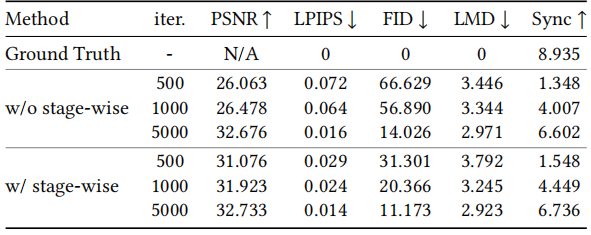 Method iter. PSNR ↑ LPIPS ↓ FID ↓ LMD ↓ Sync ↑
Ground Truth - N/A 0 0 0 8.935
500 26.063 0.072 66.629 3.446 1.348
w/o stage-wise 1000 26.478 0.064 56.890 3.344 4.007
5000 32.676 0.016 14.026 2.971 6.602
500 31.076 0.029 31.301 3.792 1.548
w/ stage-wise 1000 31.923 0.024 20.366 3.245 4.449
5000 32.733 0.014 11.173 2.923 6.736